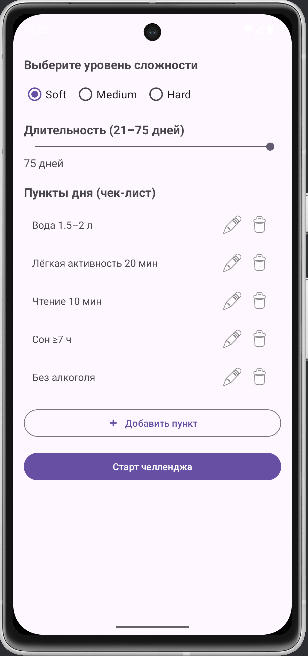 Выберите уровень сложности
Soft Medium Hard
Длительность (21–75 дней)
75 дней
Пункты дня (чек-лист)
Вода 1.5–2 л
Лёгкая активность 20 мин
Чтение 10 мин
Сон ≥7 ч
Без алкоголя
+ Добавить пункт
Старт челленджа